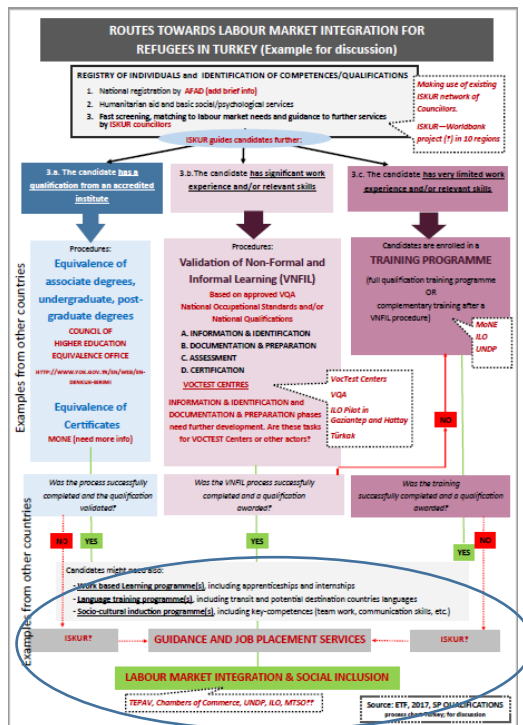 ROUTES TOWARDS LABOUR MARKET INTEGRATION FOR
REFUGEES IN TURKEY (Example for discussion)
REGISTRY OF INDIVIDUALS and IDENTIFICATION OF COMPETENCES/QUALIFICATIONS
1. National registration by AFAD (add brief info)
2. Humanitarian aid and basic social/psychological services
3. Fast screening, matching to labour market needs and guidance to further services
by ISKUR councillors
Making use of existing
ISKUR network of
Councillors.
ISKUR—Worldbank
project (?) in 10 regions
ISKUR guides candidates further:
3.a. The candidate has a
qualification from an accredited
institute
3.b. The candidate has significant work
experience and/or relevant skills
3.c. The candidate has very limited work
experience and/or relevant skills
Examples from other countries
Procedures:
Equivalence of
associate degrees,
undergraduate, post-
graduate degrees
COUNCIL OF
HIGHER EDUCATION
EQUIVALENCE OFFICE
Equivalence of
Certificates
MONE (need more info)
Procedures:
Validation of Non-Formal and
Informal Learning (VNFIL)
Based on approved VQA
National Occupational Standards and/or
National Qualifications
A. INFORMATION & IDENTIFICATION
B. DOCUMENTATION & PREPARATION
C. ASSESSMENT
D. CERTIFICATION
VOCTEST CENTRES
INFORMATION & IDENTIFICATION and
DOCUMENTATION & PREPARATION phases
need further development. Are these tasks
for VOCTEST Centers or other actors?
Candidates are enrolled in a
TRAINING PROGRAMME
(full qualification training programme
OR
complementary training after a
VNFIL procedure)
MoNE
ILO
UNDP
VocTest Centers
VQA
ILO Pilot in
Gaziantep and Hattay
Türkak
NO
Was the process successfully
completed and the qualification
validated?
Was the VNFIL process successfully
completed and a qualification
awarded?
Was the training
successfully completed and a qualification
awarded?
NO
YES
YES
YES
NO
Examples from other countries
Candidates might need also:
- Work based Learning programme(s), including apprenticeships and internships
- Language training programme(s), including transit and potential destination countries languages
- Socio-cultural induction programme(s), including key-competences (team work, communication skills, etc.)
ISKUR?
GUIDANCE AND JOB PLACEMENT SERVICES
ISKUR?
LABOUR MARKET INTEGRATION & SOCIAL INCLUSION
TEPAV, Chambers of Commerce, UNDP, ILO, MTSO??
Source: ETF, 2017, SP QUALIFICATIONS
process chart Turkey; for discussion